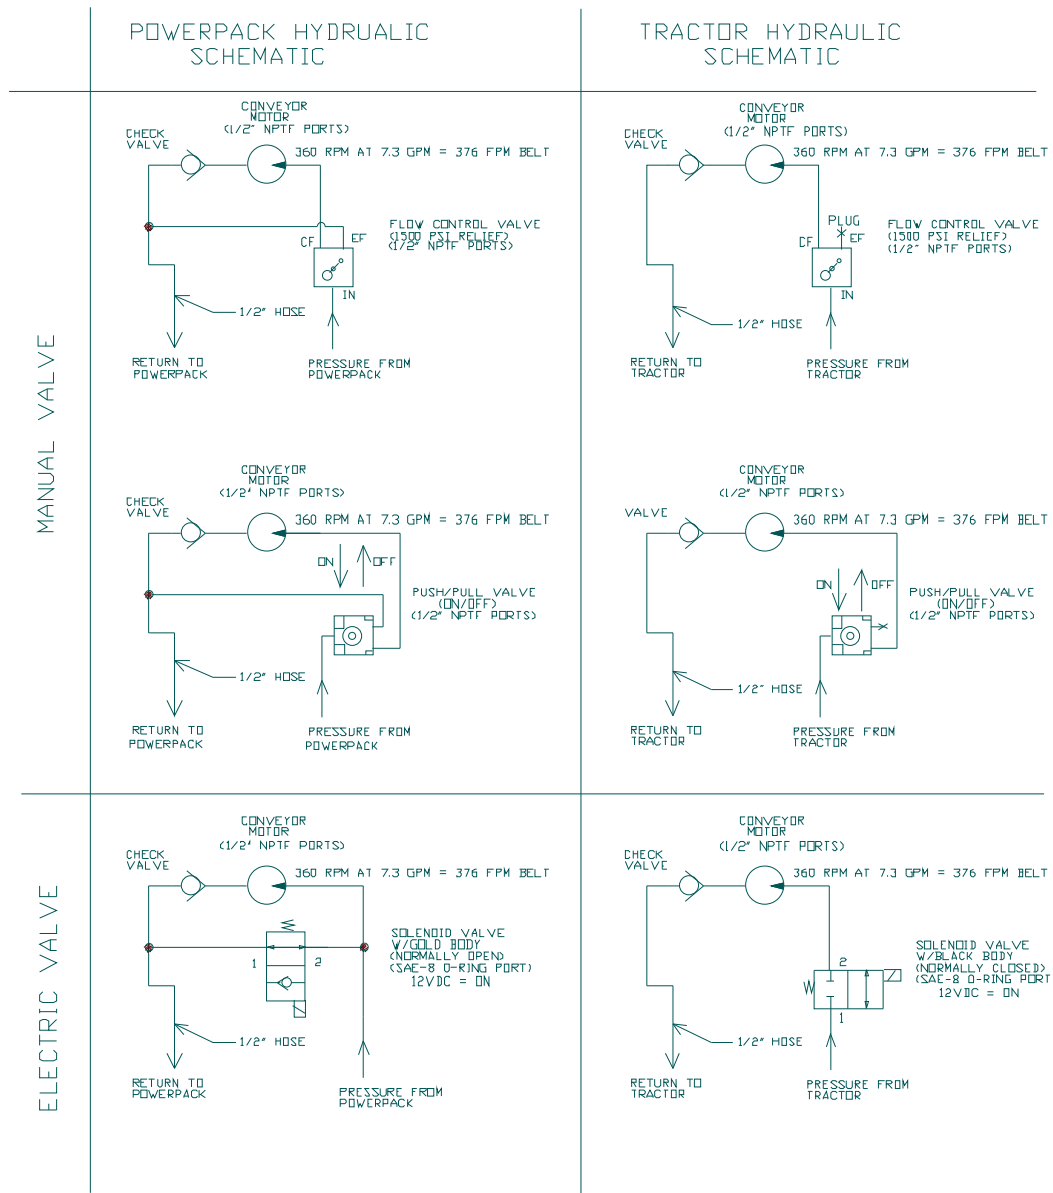 POWERPACK HYDRUALIC
SCHEMATIC
TRACTOR HYDRAULIC
SCHEMATIC
MANUAL VALVE
CONVEYOR
MOTOR
(1/2" NPTF PORTS)
CHECK
VALVE
360 RPM AT 7.3 GPM = 376 FPM BELT
FLOW CONTROL VALVE
(1500 PSI RELIEF)
(1/2" NPTF PORTS)
CF
EF
IN
1/2" HOSE
RETURN TO
POWERPACK
PRESSURE FROM
POWERPACK
CONVEYOR
MOTOR
(1/2" NPTF PORTS)
CHECK
VALVE
360 RPM AT 7.3 GPM = 376 FPM BELT
PLUG
FLOW CONTROL VALVE
(1500 PSI RELIEF)
(1/2" NPTF PORTS)
CF
EF
IN
1/2" HOSE
RETURN TO
TRACTOR
PRESSURE FROM
TRACTOR
CONVEYOR
MOTOR
(1/2" NPTF PORTS)
CHECK
VALVE
360 RPM AT 7.3 GPM = 376 FPM BELT
ON
OFF
PUSH/PULL VALVE
(ON/OFF)
(1/2" NPTF PORTS)
1/2" HOSE
RETURN TO
POWERPACK
PRESSURE FROM
POWERPACK
CONVEYOR
MOTOR
(1/2" NPTF PORTS)
VALVE
360 RPM AT 7.3 GPM = 376 FPM BELT
ON
OFF
PUSH/PULL VALVE
(ON/OFF)
(1/2" NPTF PORTS)
1/2" HOSE
RETURN TO
TRACTOR
PRESSURE FROM
TRACTOR
ELECTRIC VALVE
CONVEYOR
MOTOR
(1/2" NPTF PORTS)
CHECK
VALVE
360 RPM AT 7.3 GPM = 376 FPM BELT
SOLENOID VALVE
W/GOLD BODY
(NORMALLY OPEN)
(SAE-8 O-RING PORT)
12VDC = ON
1
2
1/2" HOSE
RETURN TO
POWERPACK
PRESSURE FROM
POWERPACK
CONVEYOR
MOTOR
(1/2" NPTF PORTS)
CHECK
VALVE
360 RPM AT 7.3 GPM = 376 FPM BELT
SOLENOID VALVE
W/BLACK BODY
(NORMALLY CLOSED)
(SAE-8 O-RING PORT
12VDC = ON
2
1
1/2" HOSE
RETURN TO
TRACTOR
PRESSURE FROM
TRACTOR